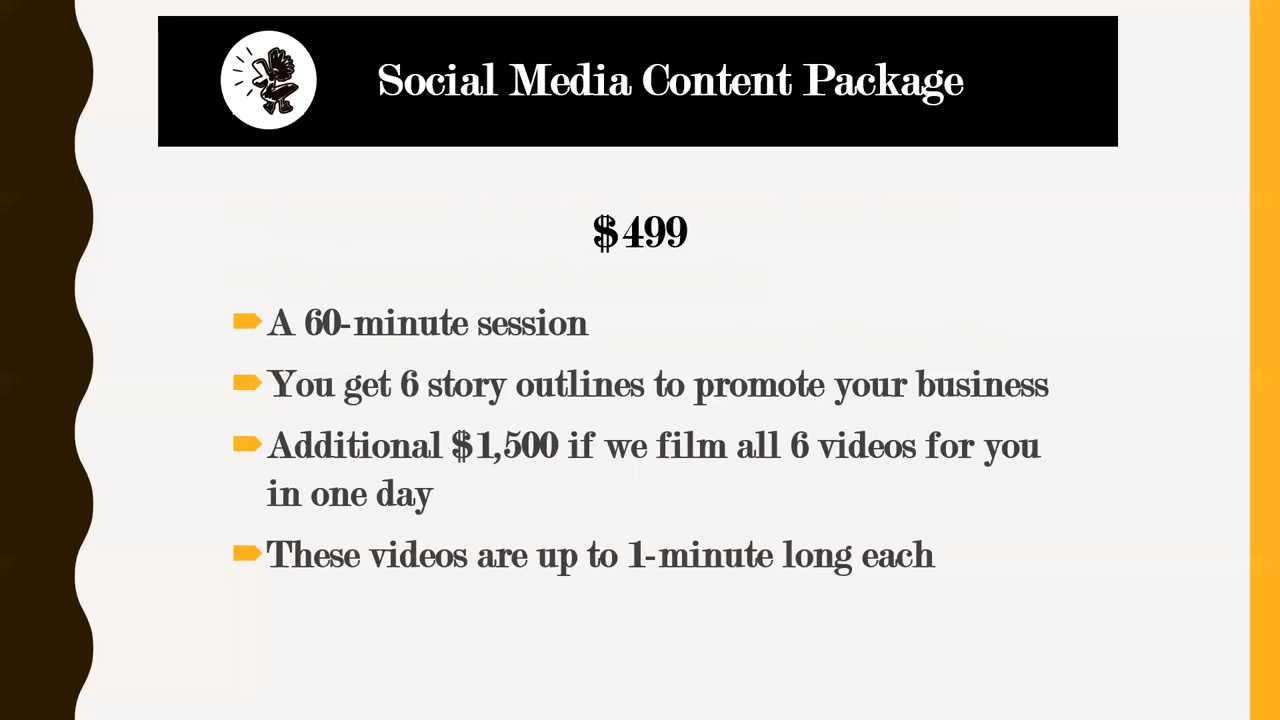 Social Media Content Package
$499
A 60-minute session
You get 6 story outlines to promote your business
Additional $1,500 if we film all 6 videos for you
in one day
These videos are up to 1-minute long each